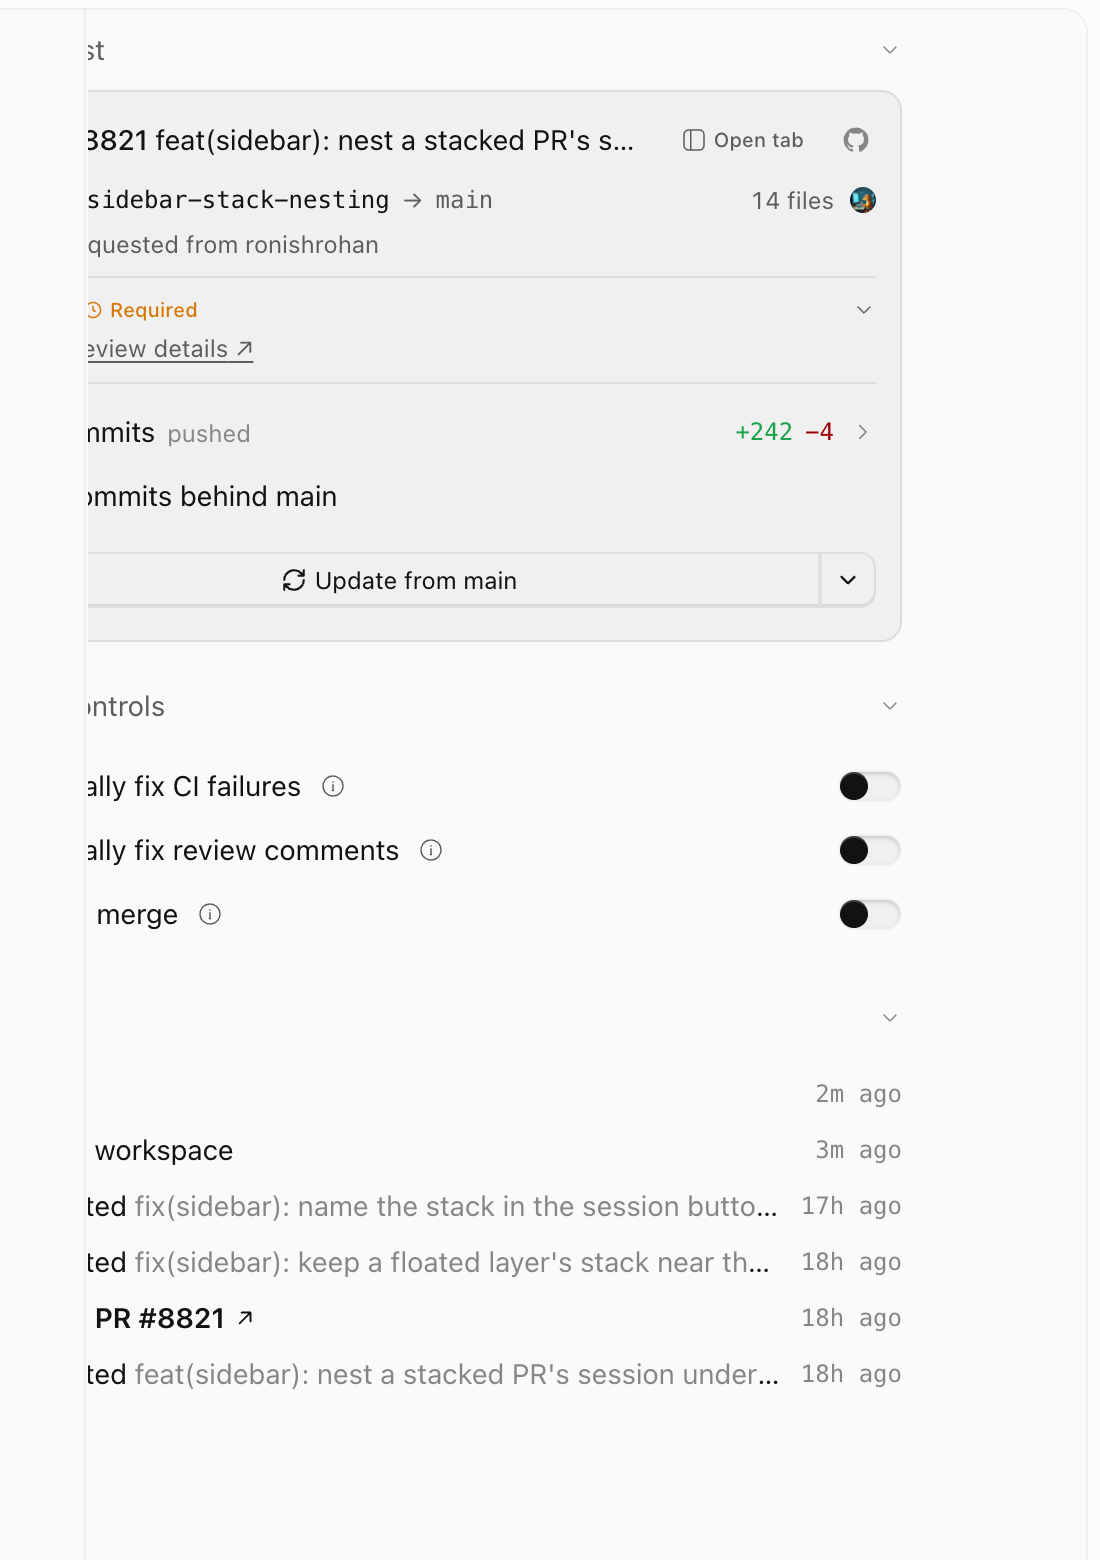 st
8821 feat(sidebar): nest a stacked PR's s... Open tab
sidebar-stack-nesting → main 14 files
quested from ronishrohan
Required
eview details ↗
mmits pushed +242 −4
ommits behind main
Update from main
ontrols
ally fix CI failures
ally fix review comments
merge
2m ago
workspace 3m ago
ted fix(sidebar): name the stack in the session butto... 17h ago
ted fix(sidebar): keep a floated layer's stack near th... 18h ago
PR #8821 ↗ 18h ago
ted feat(sidebar): nest a stacked PR's session under... 18h ago